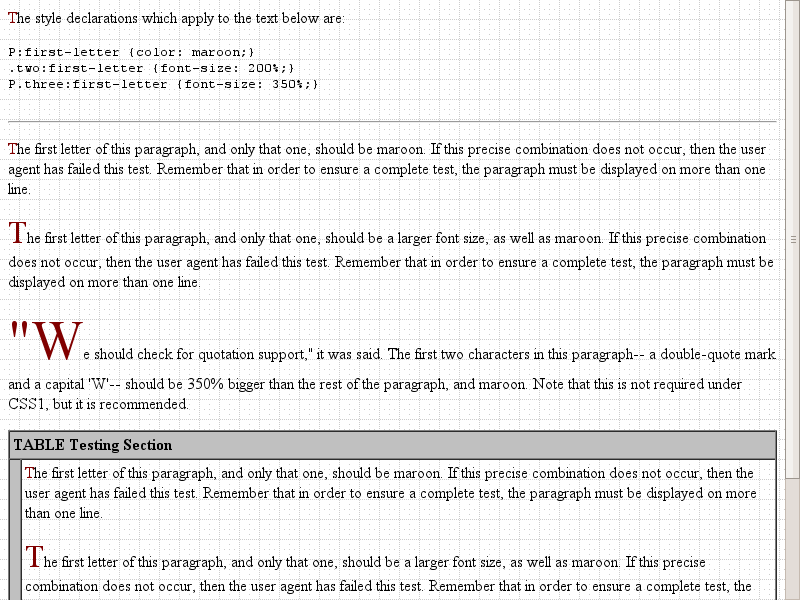 The style declarations which apply to the text below are:
P:first-letter {color: maroon;}
.two:first-letter {font-size: 200%;}
P.three:first-letter {font-size: 350%;}
The first letter of this paragraph, and only that one, should be maroon. If this precise combination does not occur, then the user
agent has failed this test. Remember that in order to ensure a complete test, the paragraph must be displayed on more than one
line.
The first letter of this paragraph, and only that one, should be a larger font size, as well as maroon. If this precise combination
does not occur, then the user agent has failed this test. Remember that in order to ensure a complete test, the paragraph must be
displayed on more than one line.
"We should check for quotation support," it was said. The first two characters in this paragraph-- a double-quote mark
and a capital 'W'-- should be 350% bigger than the rest of the paragraph, and maroon. Note that this is not required under
CSS1, but it is recommended.
TABLE Testing Section
The first letter of this paragraph, and only that one, should be maroon. If this precise combination does not occur, then the
user agent has failed this test. Remember that in order to ensure a complete test, the paragraph must be displayed on more
than one line.
The first letter of this paragraph, and only that one, should be a larger font size, as well as maroon. If this precise
combination does not occur, then the user agent has failed this test. Remember that in order to ensure a complete test, the